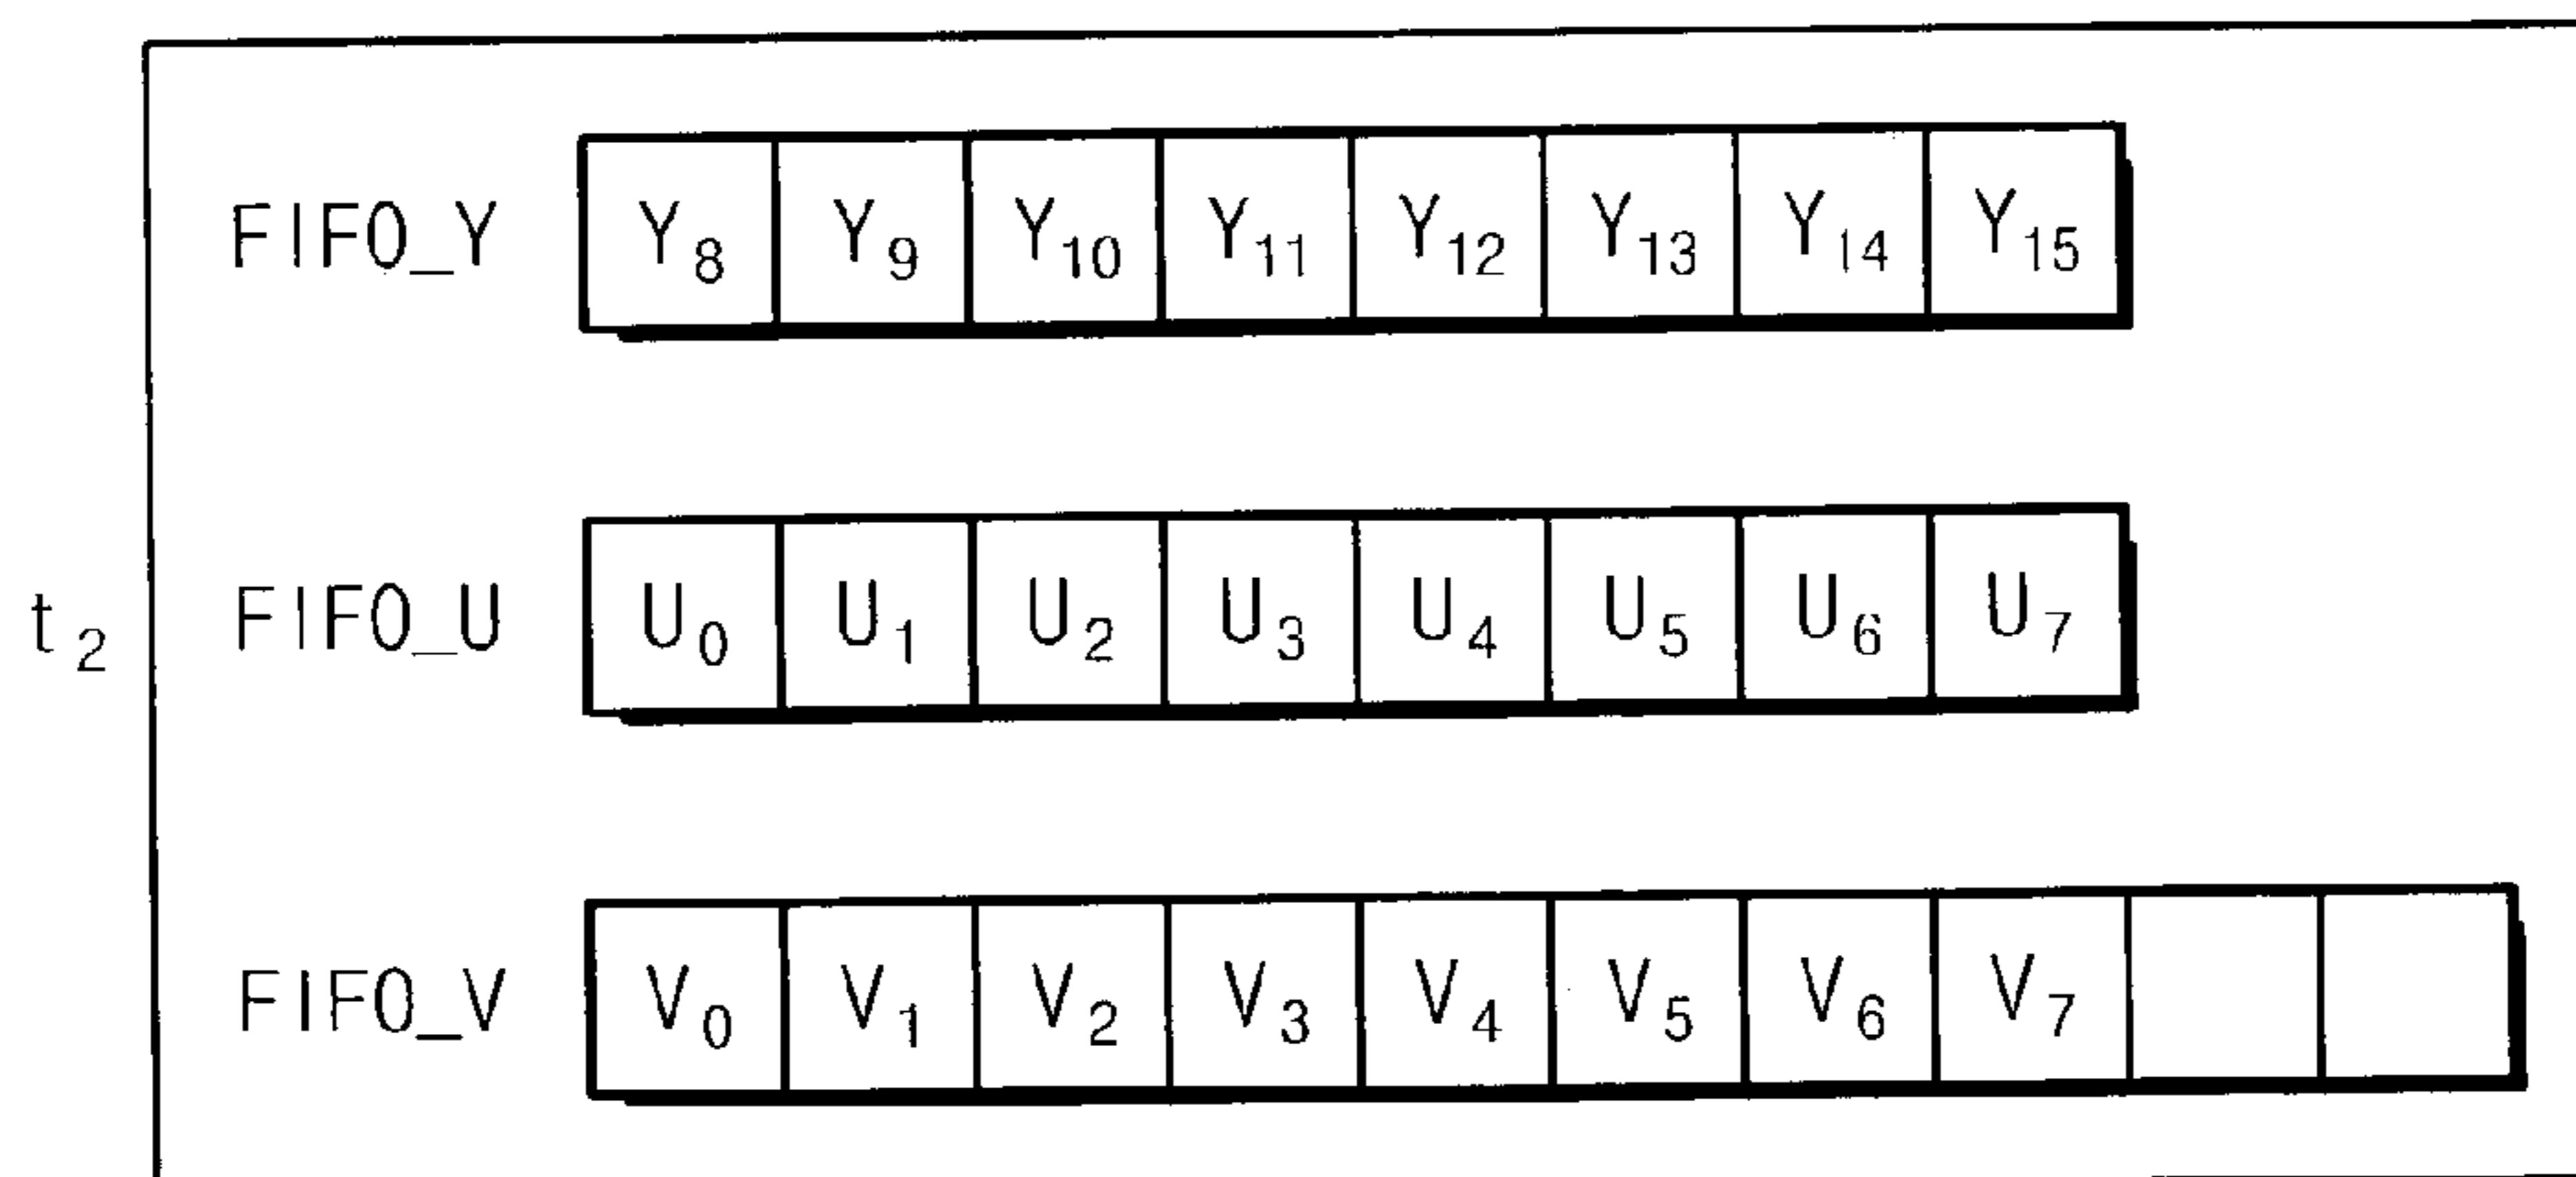 FIFO_Y Y8 Y9 Y10 Y11 Y12 Y13 Y14 Y15
t2 FIFO_U U0 U1 U2 U3 U4 U5 U6 U7
FIFO_V V0 V1 V2 V3 V4 V5 V6 V7